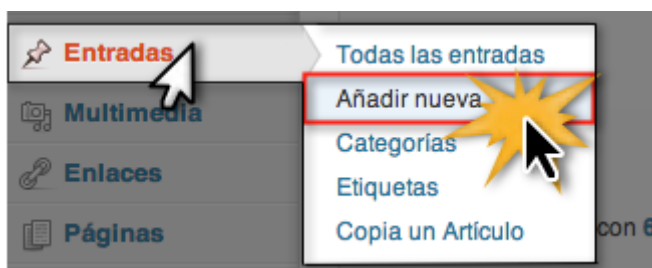 Entradas
Todas las entradas
Añadir nueva
Multimedia
Categorías
Enlaces
Etiquetas
Páginas
Copia un Artículo
con 6